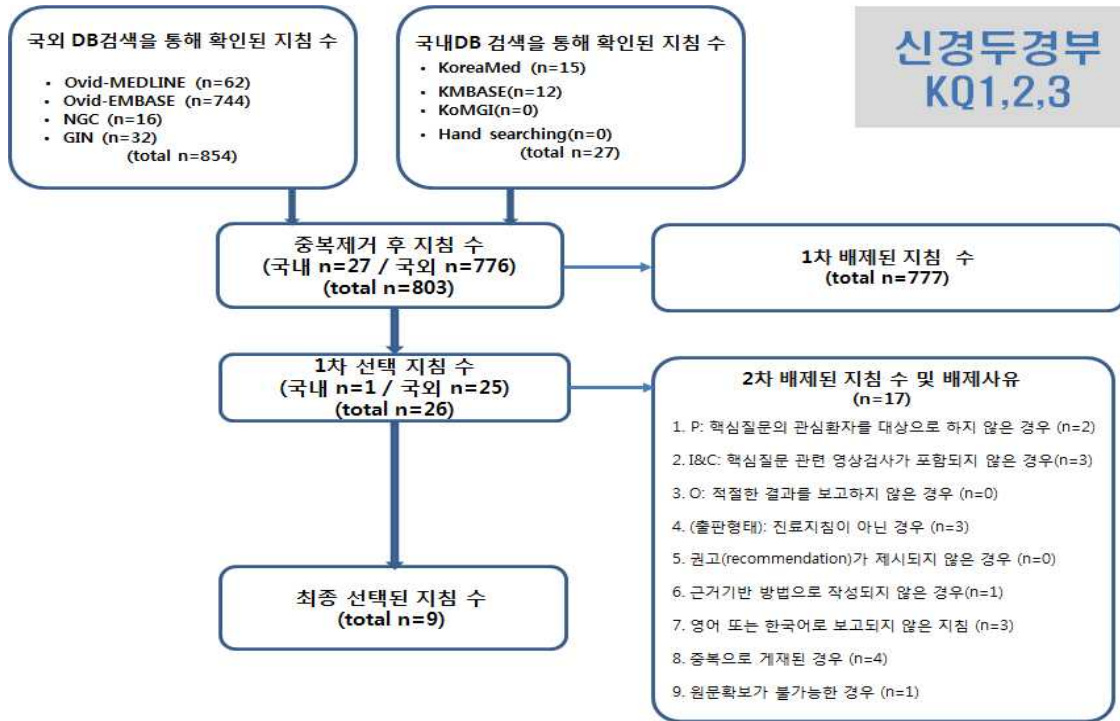 국외 DB검색을 통해 확인된 지침 수
• Ovid-MEDLINE (n=62)
• Ovid-EMBASE (n=744)
• NGC (n=16)
• GIN (n=32)
(total n=854)
국내DB 검색을 통해 확인된 지침 수
• KoreaMed (n=15)
• KMBASE(n=12)
• KoMGI(n=0)
• Hand searching(n=0)
(total n=27)
신경두경부
KQ1,2,3
중복제거 후 지침 수
(국내 n=27 / 국외 n=776)
(total n=803)
1차 배제된 지침 수
(total n=777)
1차 선택 지침 수
(국내 n=1 / 국외 n=25)
(total n=26)
2차 배제된 지침 수 및 배제사유
(n=17)
1. P: 핵심질문의 관심환자를 대상으로 하지 않은 경우 (n=2)
2. I&C: 핵심질문 관련 영상검사가 포함되지 않은 경우(n=3)
3. O: 적절한 결과를 보고하지 않은 경우 (n=0)
4. (출판형태): 진료지침이 아닌 경우 (n=3)
5. 권고(recommendation)가 제시되지 않은 경우 (n=0)
6. 근거기반 방법으로 작성되지 않은 경우(n=1)
7. 영어 또는 한국어로 보고되지 않은 지침 (n=3)
8. 중복으로 게재된 경우 (n=4)
9. 원문확보가 불가능한 경우 (n=1)
최종 선택된 지침 수
(total n=9)